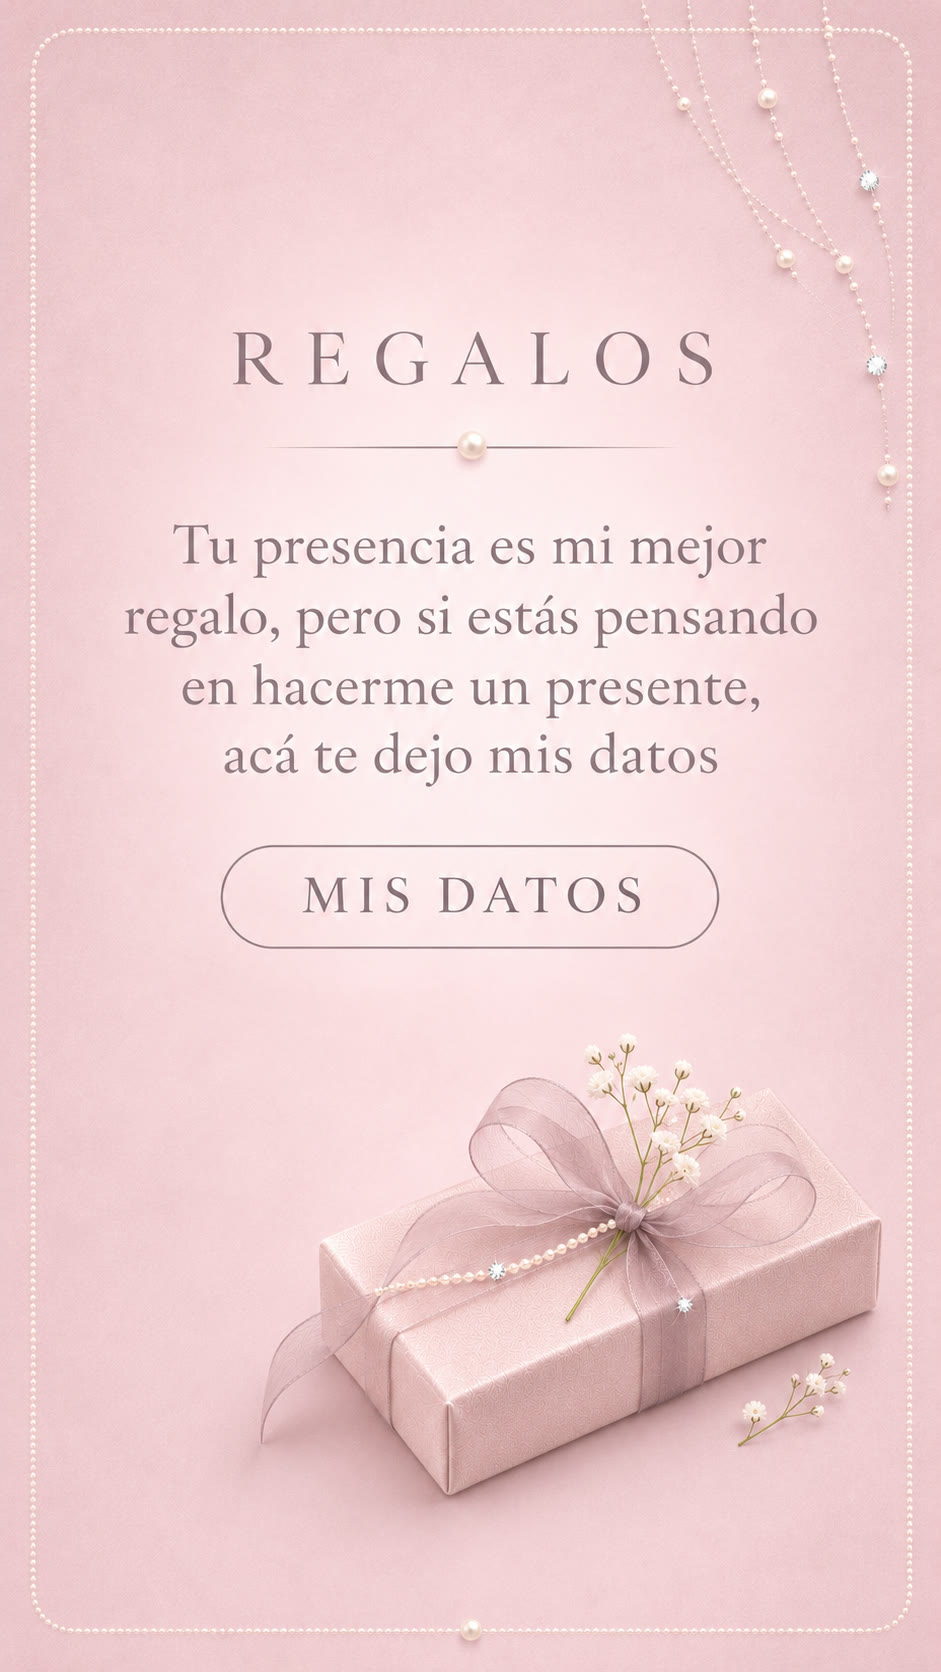 REGALOS
Tu presencia es mi mejor
regalo, pero si estás pensando
en hacerme un presente,
acá te dejo mis datos
MIS DATOS